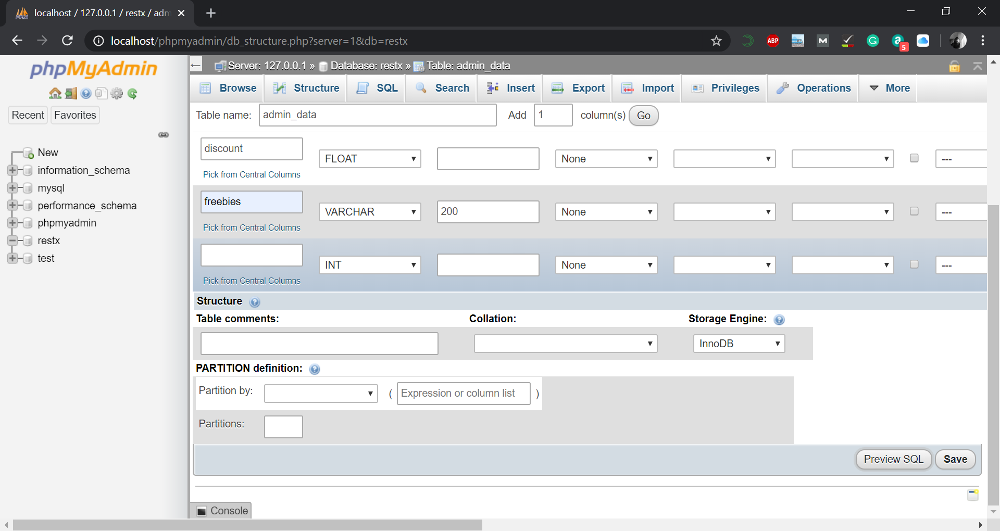 localhost / 127.0.0.1 / restx / adm
localhost/phpmyadmin/db_structure.php?server=1&db=restx
ABP
M
G
a
5
phpMyAdmin
Recent
Favorites
New
information_schema
mysql
performance_schema
phpmyadmin
restx
test
Server: 127.0.0.1 » Database: restx » Table: admin_data
Browse
Structure
SQL
Search
Insert
Export
Import
Privileges
Operations
More
Table name: admin_data Add 1 column(s) Go
discount
FLOAT
None
---
Pick from Central Columns
freebies
VARCHAR
200
None
---
Pick from Central Columns
INT
None
---
Pick from Central Columns
Structure
Table comments:
Collation:
Storage Engine:
InnoDB
PARTITION definition:
Partition by: ( Expression or column list )
Partitions:
Preview SQL
Save
Console